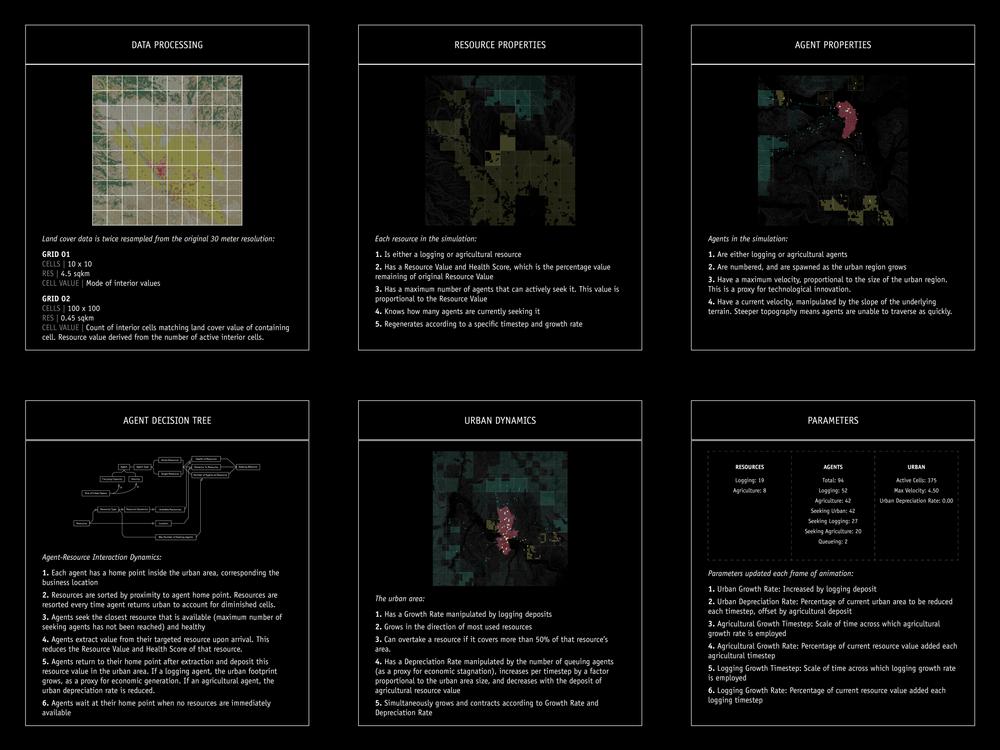 DATA PROCESSING
Land cover data is twice resampled from the original 30 meter resolution:
GRID 01
CELLS | 10 x 10
RES | 4.5 sqkm
CELL VALUE | Mode of interior values
GRID 02
CELLS | 100 x 100
RES | 0.45 sqkm
CELL VALUE | Count of interior cells matching land cover value of containing
cell. Resource value derived from the number of active interior cells.
RESOURCE PROPERTIES
Each resource in the simulation:
1. Is either a logging or agricultural resource
2. Has a Resource Value and Health Score, which is the percentage value
remaining of original Resource Value
3. Has a maximum number of agents that can actively seek it. This value is
proportional to the Resource Value
4. Knows how many agents are currently seeking it
5. Regenerates according to a specific timestep and growth rate
AGENT PROPERTIES
Agents in the simulation:
1. Are either logging or agricultural agents
2. Are numbered, and are spawned as the urban region grows
3. Have a maximum velocity, proportional to the size of the urban region.
This is a proxy for technological innovation.
4. Have a current velocity, manipulated by the slope of the underlying
terrain. Steeper topography means agents are unable to traverse as quickly.
AGENT DECISION TREE
Agent-Resource Interaction Dynamics:
1. Each agent has a home point inside the urban area, corresponding the
business location
2. Resources are sorted by proximity to agent home point. Resources are
resorted every time agent returns urban to account for diminished cells.
3. Agents seek the closest resource that is available (maximum number of
seeking agents has not been reached) and healthy
4. Agents extract value from their targeted resource upon arrival. This
reduces the Resource Value and Health Score of that resource.
5. Agents return to their home point after extraction and deposit this
resource value in the urban area. If a logging agent, the urban footprint
grows, as a proxy for economic generation. If an agricultural agent, the
urban depreciation rate is reduced.
6. Agents wait at their home point when no resources are immediately
available
URBAN DYNAMICS
The urban area:
1. Has a Growth Rate manipulated by logging deposits
2. Grows in the direction of most used resources
3. Can overtake a resource if it covers more than 50% of that resource's
area.
4. Has a Depreciation Rate manipulated by the number of queuing agents
(as a proxy for economic stagnation), increases per timestep by a factor
proportional to the urban area size, and decreases with the deposit of
agricultural resource value
5. Simultaneously grows and contracts according to Growth Rate and
Depreciation Rate
PARAMETERS
RESOURCES
Logging: 19
Agriculture: 8
AGENTS
Total: 94
Logging: 52
Agriculture: 42
Seeking Urban: 42
Seeking Logging: 27
Seeking Agriculture: 20
Queueing: 2
URBAN
Active Cells: 375
Max Velocity: 4.50
Urban Depreciation Rate: 0.00
Parameters updated each frame of animation:
1. Urban Growth Rate: Increased by logging deposit
2. Urban Depreciation Rate: Percentage of current urban area to be reduced
each timestep, offset by agricultural deposit
3. Agricultural Growth Timestep: Scale of time across which agricultural
growth rate is employed
4. Agricultural Growth Rate: Percentage of current resource value added each
agricultural timestep
5. Logging Growth Timestep: Scale of time across which logging growth rate
is employed
6. Logging Growth Rate: Percentage of current resource value added each
logging timestep